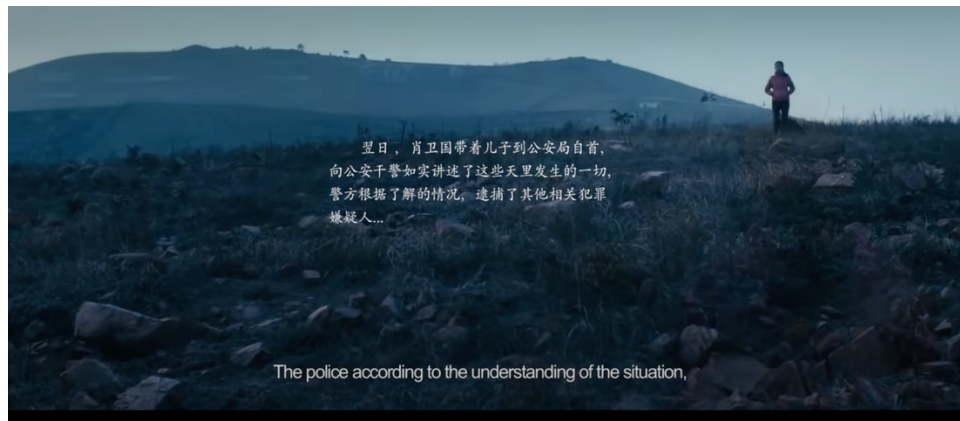 翌日，肖卫国带着儿子到公安局自首，
向公安干警如实讲述了这些天里发生的一切，
警方根据了解的情况，逮捕了其他相关犯罪
嫌疑人...
The police according to the understanding of the situation,